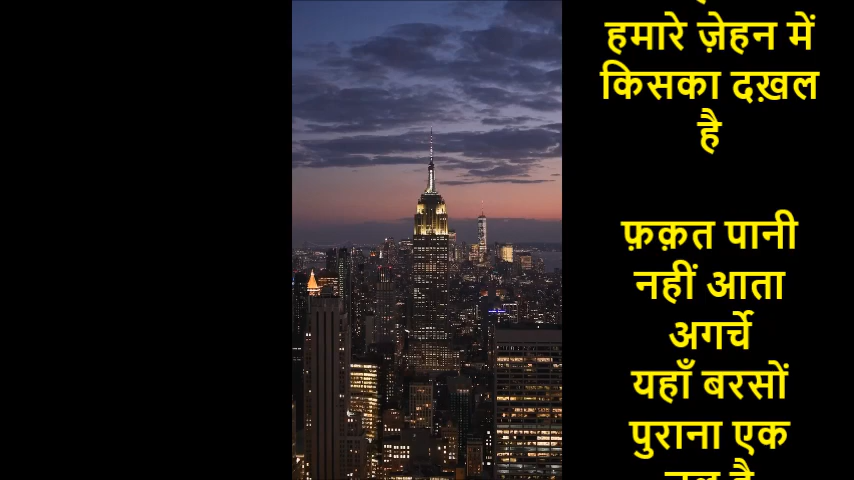 हमारे ज़ेहन में
किसका दख़ल
है
फ़क़त पानी
नहीं आता
अगर्चे
यहाँ बरसों
पुराना एक